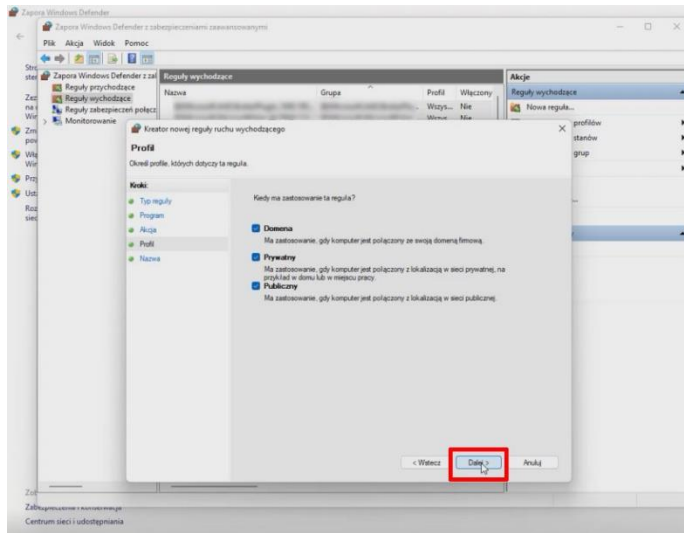 Zapora Windows Defender
Zapora Windows Defender z zabezpieczeniami zaawansowanymi
Plik Akcja Widok Pomoc
Zapora Windows Defender z zal
Reguły przychodzące
Reguły wychodzące
Reguły zabezpieczeń połącz
Monitorowanie
Reguły wychodzące
Nazwa Grupa Profil Włączony
Wszys... Nie
Wszys... Nie
Akcje
Reguły wychodzące
Nowa reguła...
profilów
stanów
grup
Kreator nowej reguły ruchu wychodzącego
Profil
Określ profile, których dotyczy ta reguła.
Kroki:
Typ reguły
Program
Akcja
Profil
Nazwa
Kiedy ma zastosowanie ta reguła?
Domena
Ma zastosowanie, gdy komputer jest połączony ze swoją domeną firmową.
Prywatny
Ma zastosowanie, gdy komputer jest połączony z lokalizacją w sieci prywatnej, na
przykład w domu lub w miejscu pracy.
Publiczny
Ma zastosowanie, gdy komputer jest połączony z lokalizacją w sieci publicznej.
< Wstecz Dalej > Anuluj
Zabezpieczenia i konserwacja
Centrum sieci i udostępniania